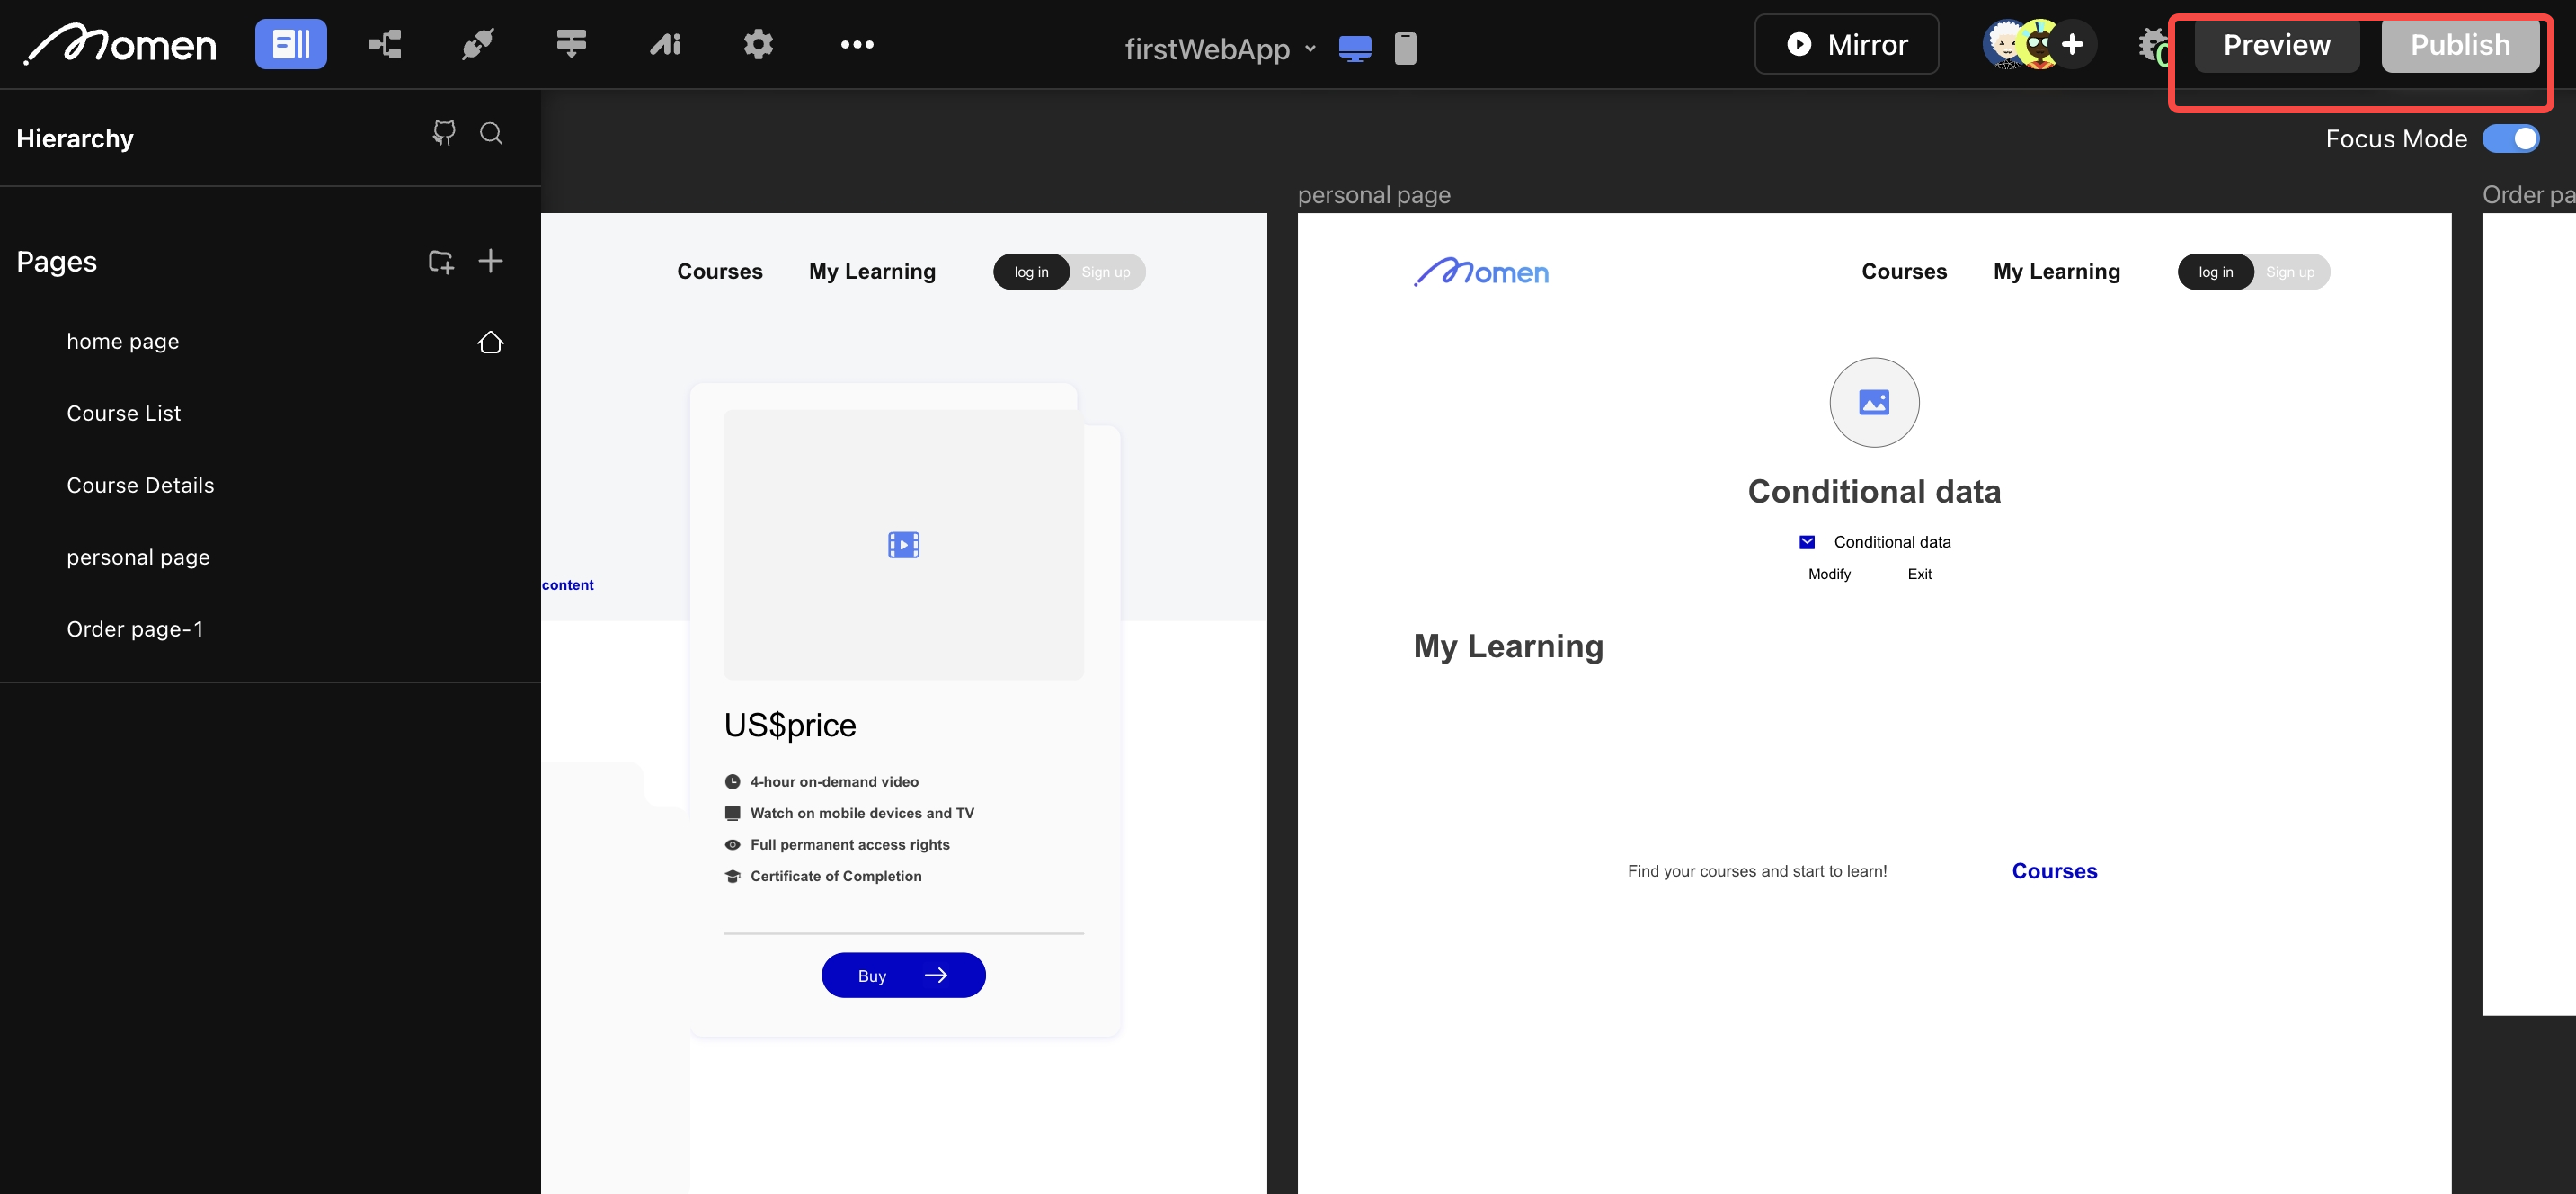 Momen
Ai
firstWebApp
Mirror
Preview
Publish
Hierarchy
Focus Mode
Pages
home page
Course List
Course Details
personal page
Order page-1
Courses
My Learning
log in
Sign up
content
US$price
4-hour on-demand video
Watch on mobile devices and TV
Full permanent access rights
Certificate of Completion
Buy
personal page
Momen
Courses
My Learning
log in
Sign up
Conditional data
Conditional data
Modify
Exit
My Learning
Find your courses and start to learn!
Courses
Order pa